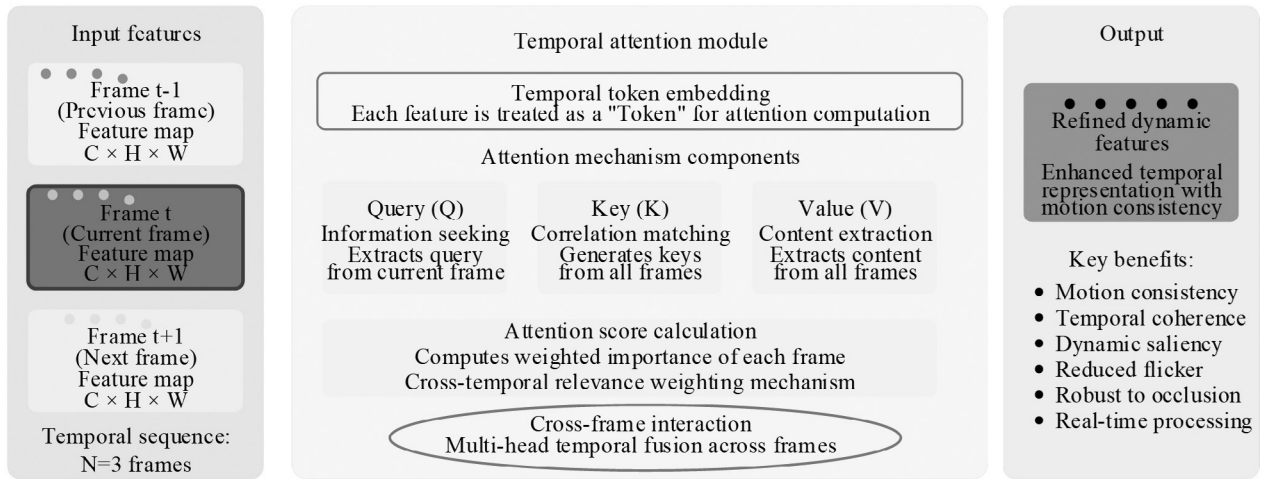 Input features
Frame t-1
(Previous frame)
Feature map
C × H × W
Frame t
(Current frame)
Feature map
C × H × W
Frame t+1
(Next frame)
Feature map
C × H × W
Temporal sequence:
N=3 frames
Temporal attention module
Temporal token embedding
Each feature is treated as a "Token" for attention computation
Attention mechanism components
Query (Q)
Information seeking
Extracts query
from current frame
Key (K)
Correlation matching
Generates keys
from all frames
Value (V)
Content extraction
Extracts content
from all frames
Attention score calculation
Computes weighted importance of each frame
Cross-temporal relevance weighting mechanism
Cross-frame interaction
Multi-head temporal fusion across frames
Output
Refined dynamic
features
Enhanced temporal
representation with
motion consistency
Key benefits:
• Motion consistency
• Temporal coherence
• Dynamic saliency
• Reduced flicker
• Robust to occlusion
• Real-time processing